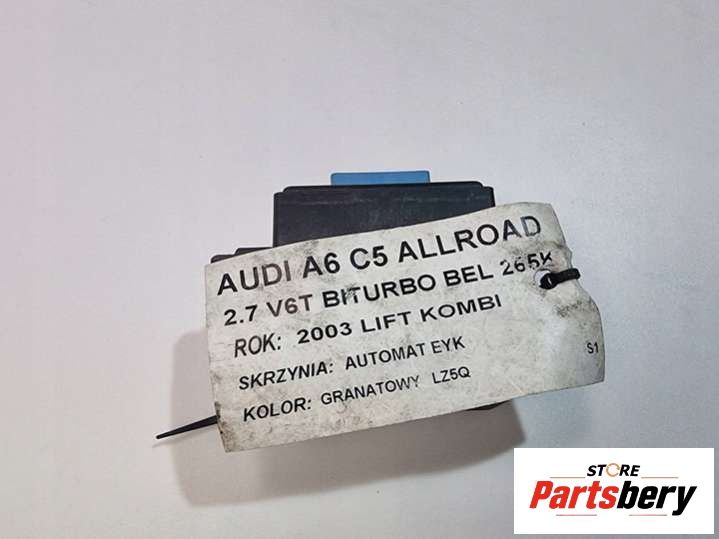 AUDI A6 C5 ALLROAD
2.7 V6T BITURBO BEL 265K
ROK: 2003 LIFT KOMBI
SKRZYNIA: AUTOMAT EYK
KOLOR: GRANATOWY LZ5Q
S1
STORE
Partsbery